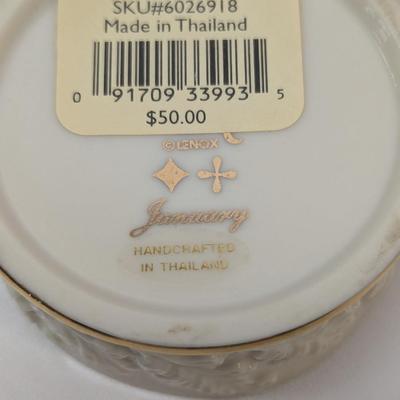 SKU#6026918
Made in Thailand
0 91709 33993 5
$50.00
© LENOX
January
HANDCRAFTED
IN THAILAND